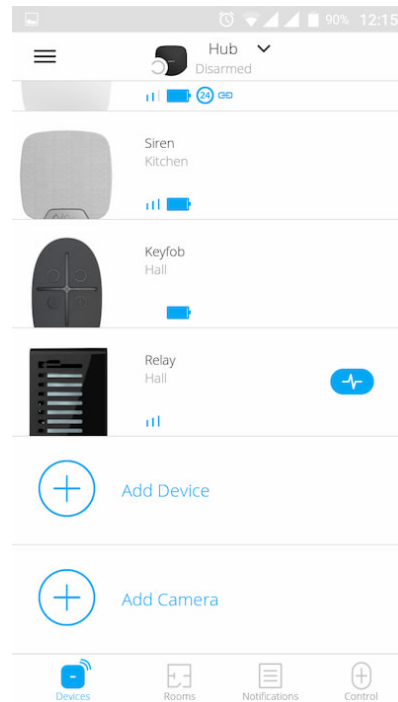 90% 12:15
Hub
Disarmed
24
Siren
Kitchen
Keyfob
Hall
Relay
Hall
Add Device
Add Camera
Devices
Rooms
Notifications
Control